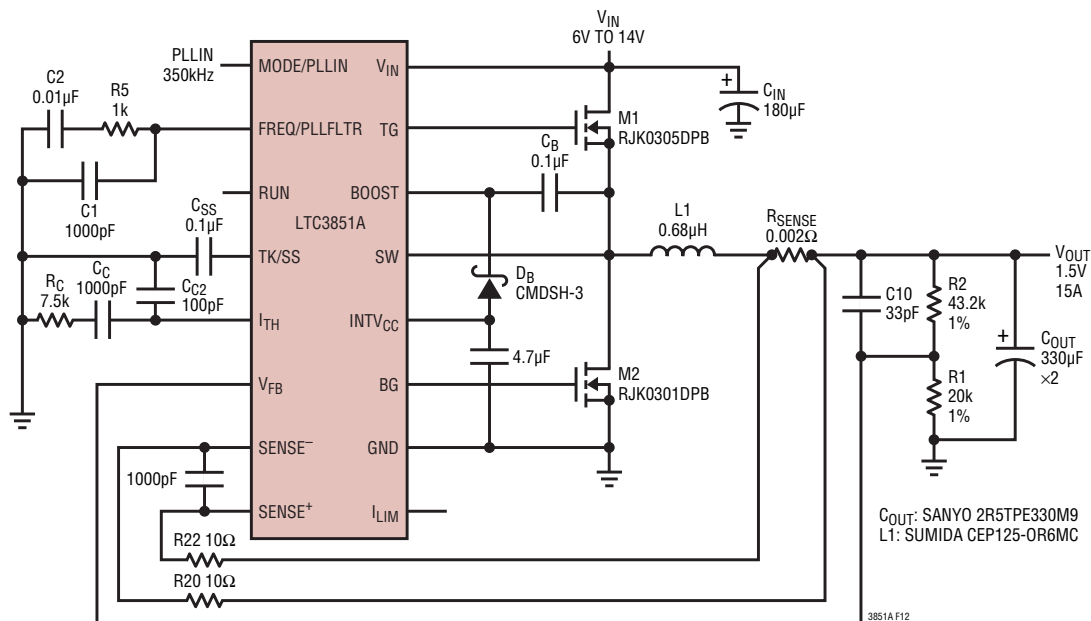 V_IN
6V TO 14V
PLLIN
350kHz
MODE/PLLIN
V_IN
C2
0.01µF
R5
1k
C_IN
180µF
+
M1
RJK0305DPB
FREQ/PLLFLTR
TG
C_B
0.1µF
C1
1000pF
RUN
BOOST
LTC3851A
C_SS
0.1µF
L1
0.68µH
R_SENSE
0.002Ω
TK/SS
SW
V_OUT
1.5V
15A
R_C
7.5k
C_C
1000pF
C_C2
100pF
D_B
CMDSH-3
C10
33pF
R2
43.2k
1%
I_TH
INTV_CC
+
C_OUT
330µF
×2
4.7µF
V_FB
BG
M2
RJK0301DPB
R1
20k
1%
SENSE⁻
GND
1000pF
SENSE⁺
I_LIM
C_OUT: SANYO 2R5TPE330M9
L1: SUMIDA CEP125-OR6MC
R22 10Ω
R20 10Ω
3851A F12